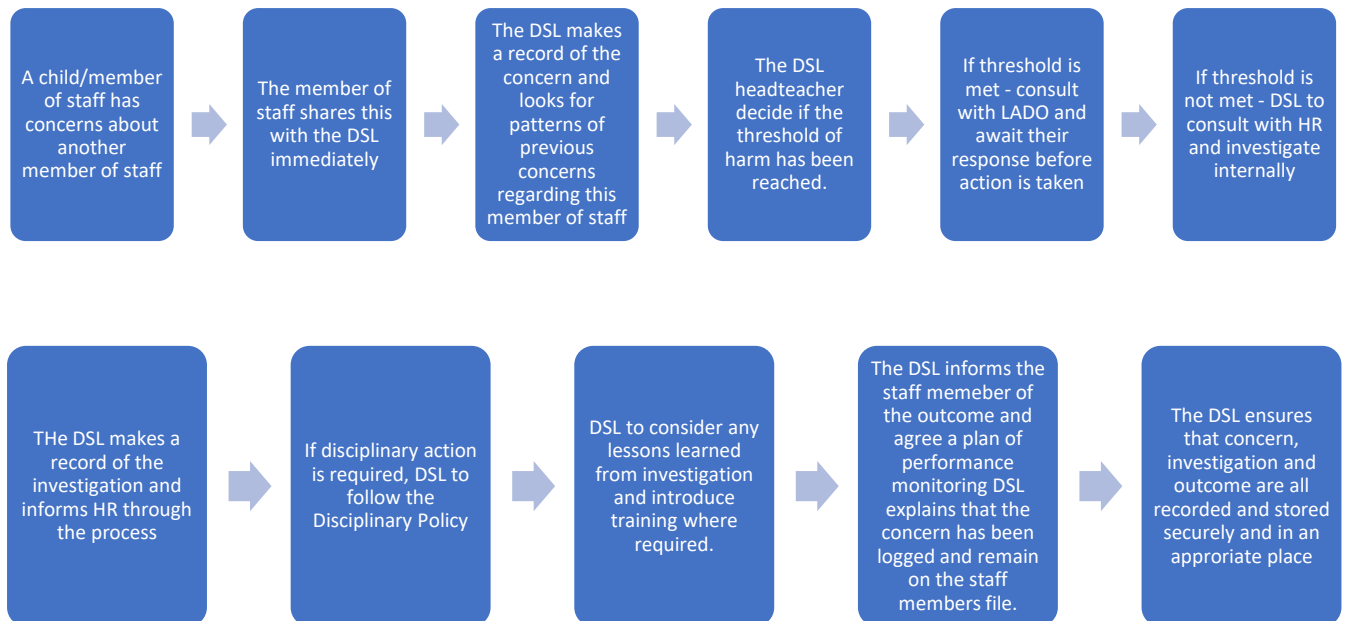 A child/member
of staff has
concerns about
another
member of staff
The member of
staff shares this
with the DSL
immediately
The DSL makes
a record of the
concern and
looks for
patterns of
previous
concerns
regarding this
member of staff
The DSL
headteacher
decide if the
threshold of
harm has been
reached.
If threshold is
met - consult
with LADO and
await their
response before
action is taken
If threshold is
not met - DSL to
consult with HR
and investigate
internally
THe DSL makes a
record of the
investigation and
informs HR through
the process
If disciplinary action
is required, DSL to
follow the
Disciplinary Policy
DSL to consider any
lessons learned
from investigation
and introduce
training where
required.
The DSL informs the
staff memeber of
the outcome and
agree a plan of
performance
monitoring DSL
explains that the
concern has been
logged and remain
on the staff
members file.
The DSL ensures
that concern,
investigation and
outcome are all
recorded and stored
securely and in an
approriate place